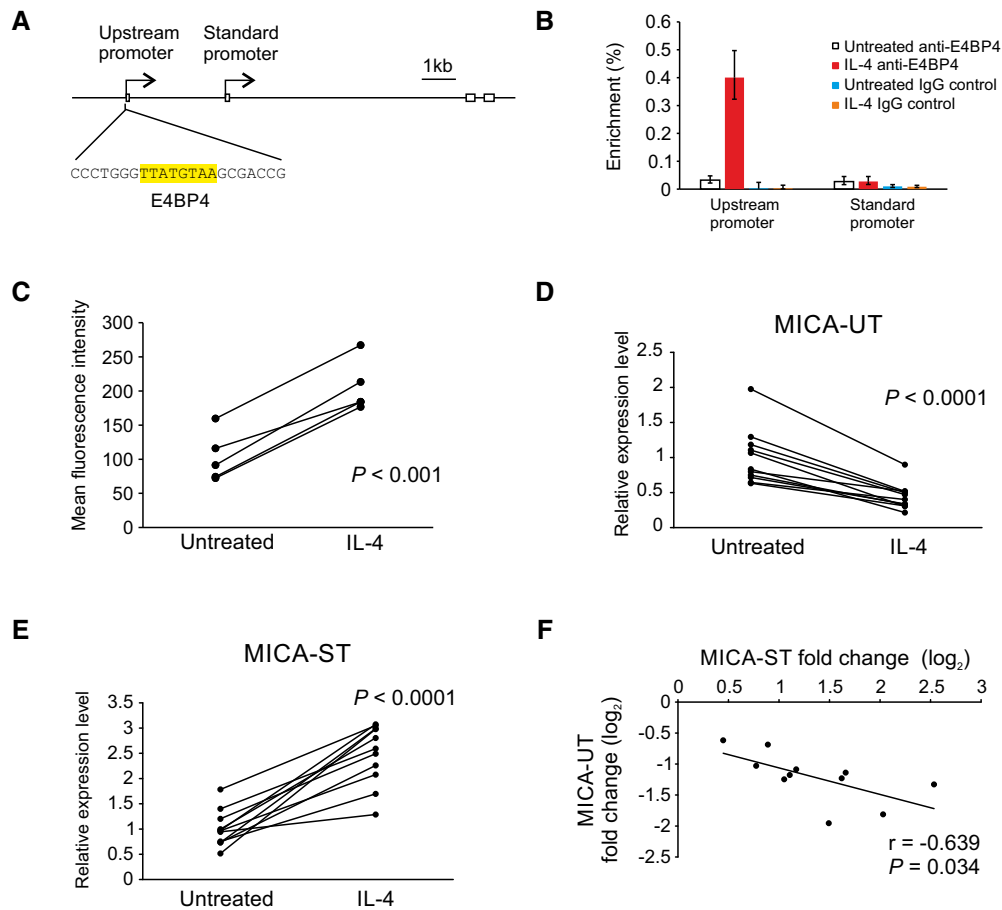 A
Upstream
promoter
Standard
promoter
1kb
CCCTGGGTTATGTAAGCGACCG
E4BP4
B
Enrichment (%)
0.6
0.5
0.4
0.3
0.2
0.1
0
Untreated anti-E4BP4
IL-4 anti-E4BP4
Untreated IgG control
IL-4 IgG control
Upstream
promoter
Standard
promoter
C
Mean fluorescence intensity
300
250
200
150
100
50
0
P < 0.001
Untreated
IL-4
D
MICA-UT
Relative expression level
2.5
2
1.5
1
0.5
0
P < 0.0001
Untreated
IL-4
E
MICA-ST
Relative expression level
3.5
3
2.5
2
1.5
1
0.5
0
P < 0.0001
Untreated
IL-4
F
MICA-ST fold change (log₂)
0 0.5 1 1.5 2 2.5 3
MICA-UT
fold change (log₂)
0
-0.5
-1
-1.5
-2
-2.5
r = -0.639
P = 0.034